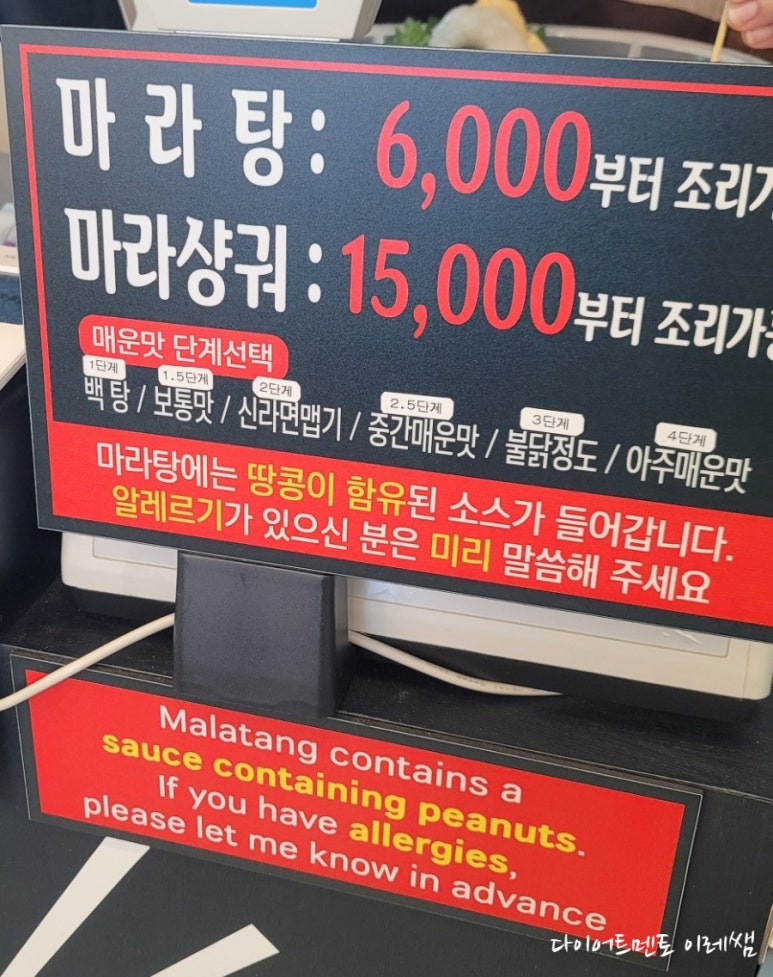 마라탕: 6,000부터 조리가
마라샹궈: 15,000부터 조리가능
매운맛 단계선택
1단계 1.5단계 2단계 2.5단계 3단계 4단계
백탕 / 보통맛 / 신라면맵기 / 중간매운맛 / 불닭정도 / 아주매운맛
마라탕에는 땅콩이 함유된 소스가 들어갑니다.
알레르기가 있으신 분은 미리 말씀해 주세요
Malatang contains a
sauce containing peanuts.
If you have allergies,
please let me know in advance
다이어트멘토 이레쌤